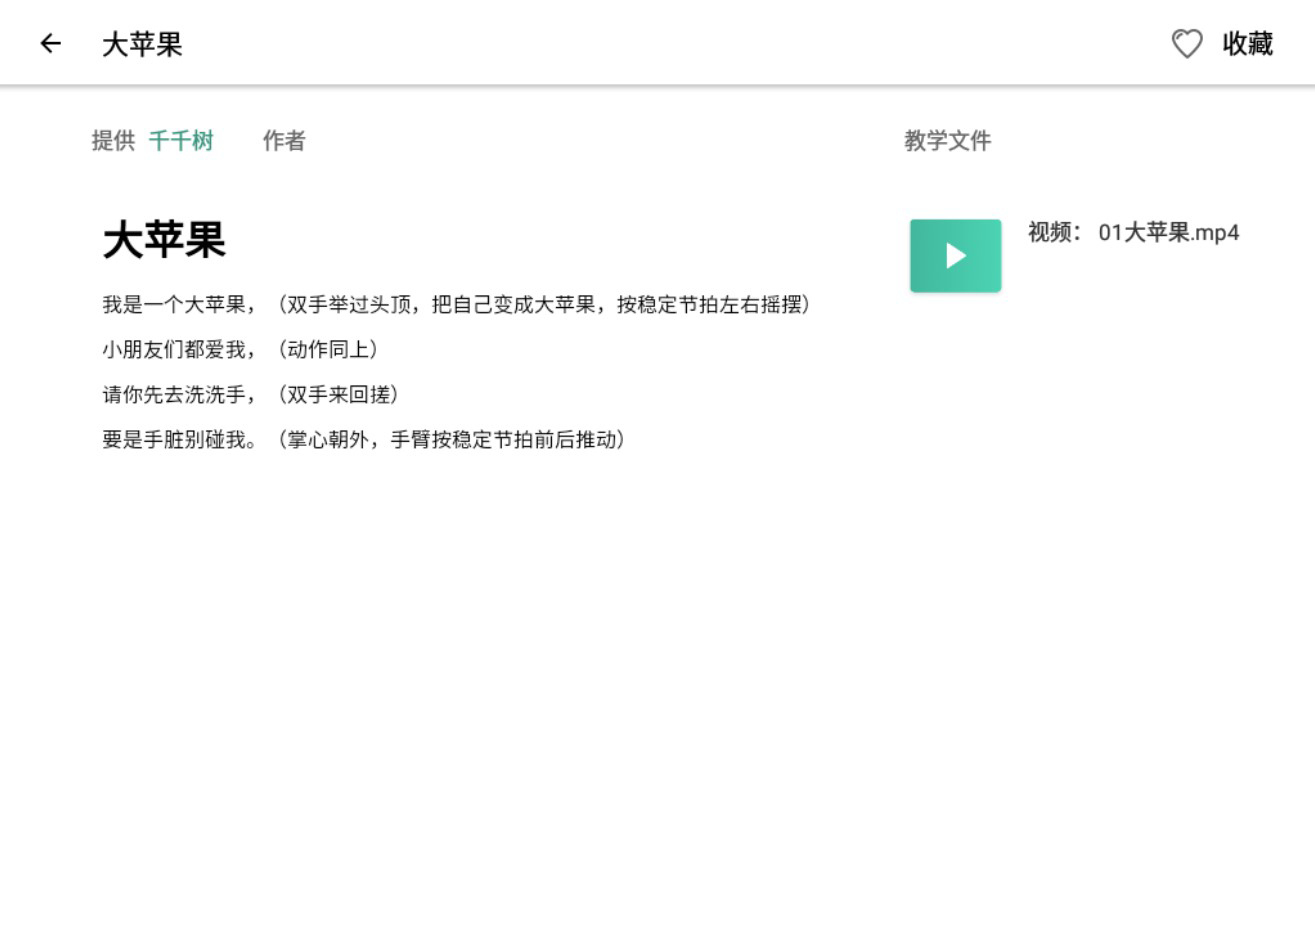 大苹果
收藏
提供 千千树 作者
教学文件
大苹果
我是一个大苹果，（双手举过头顶，把自己变成大苹果，按稳定节拍左右摇摆）
小朋友们都爱我，（动作同上）
请你先去洗洗手，（双手来回搓）
要是手脏别碰我。（掌心朝外，手臂按稳定节拍前后推动）
视频： 01大苹果.mp4